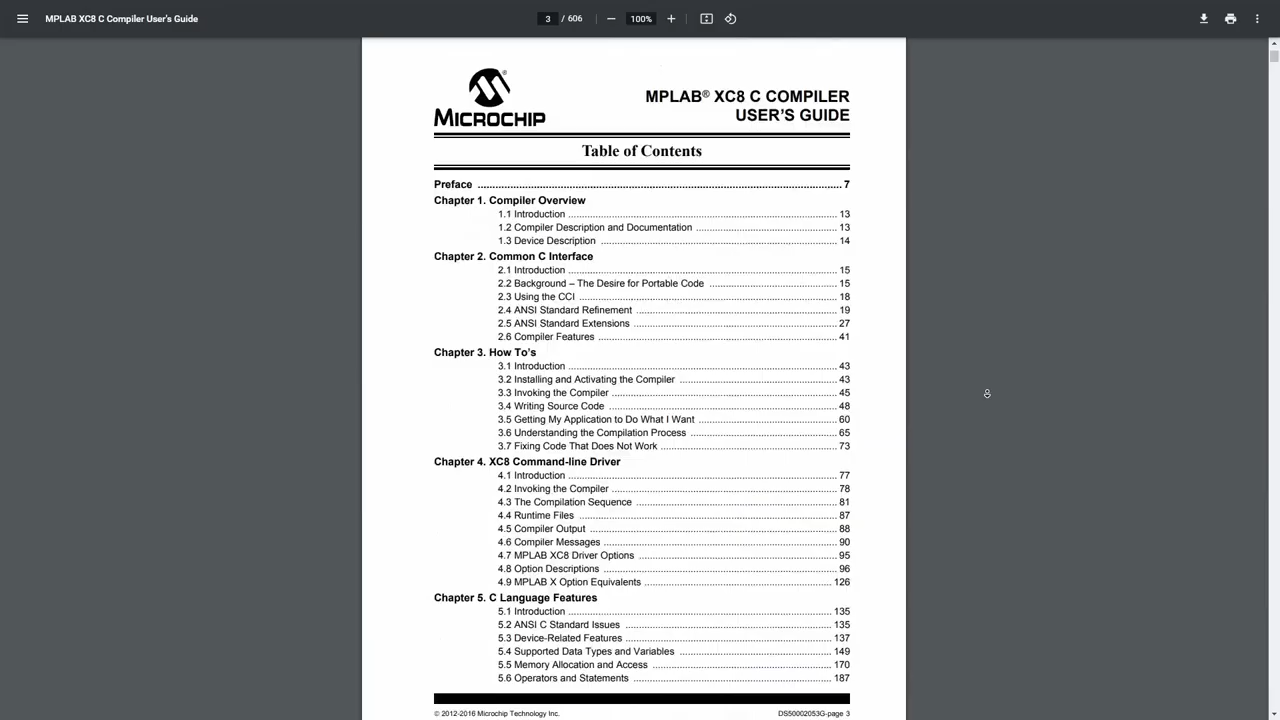 MPLAB XC8 C Compiler User's Guide
3 / 606
100%
MICROCHIP
MPLAB® XC8 C COMPILER
USER'S GUIDE
Table of Contents
Preface ........ 7
Chapter 1. Compiler Overview
1.1 Introduction ........ 13
1.2 Compiler Description and Documentation ........ 13
1.3 Device Description ........ 14
Chapter 2. Common C Interface
2.1 Introduction ........ 15
2.2 Background – The Desire for Portable Code ........ 15
2.3 Using the CCI ........ 18
2.4 ANSI Standard Refinement ........ 19
2.5 ANSI Standard Extensions ........ 27
2.6 Compiler Features ........ 41
Chapter 3. How To's
3.1 Introduction ........ 43
3.2 Installing and Activating the Compiler ........ 43
3.3 Invoking the Compiler ........ 45
3.4 Writing Source Code ........ 48
3.5 Getting My Application to Do What I Want ........ 60
3.6 Understanding the Compilation Process ........ 65
3.7 Fixing Code That Does Not Work ........ 73
Chapter 4. XC8 Command-line Driver
4.1 Introduction ........ 77
4.2 Invoking the Compiler ........ 78
4.3 The Compilation Sequence ........ 81
4.4 Runtime Files ........ 87
4.5 Compiler Output ........ 88
4.6 Compiler Messages ........ 90
4.7 MPLAB XC8 Driver Options ........ 95
4.8 Option Descriptions ........ 96
4.9 MPLAB X Option Equivalents ........ 126
Chapter 5. C Language Features
5.1 Introduction ........ 135
5.2 ANSI C Standard Issues ........ 135
5.3 Device-Related Features ........ 137
5.4 Supported Data Types and Variables ........ 149
5.5 Memory Allocation and Access ........ 170
5.6 Operators and Statements ........ 187
© 2012-2016 Microchip Technology Inc. DS50002053G-page 3